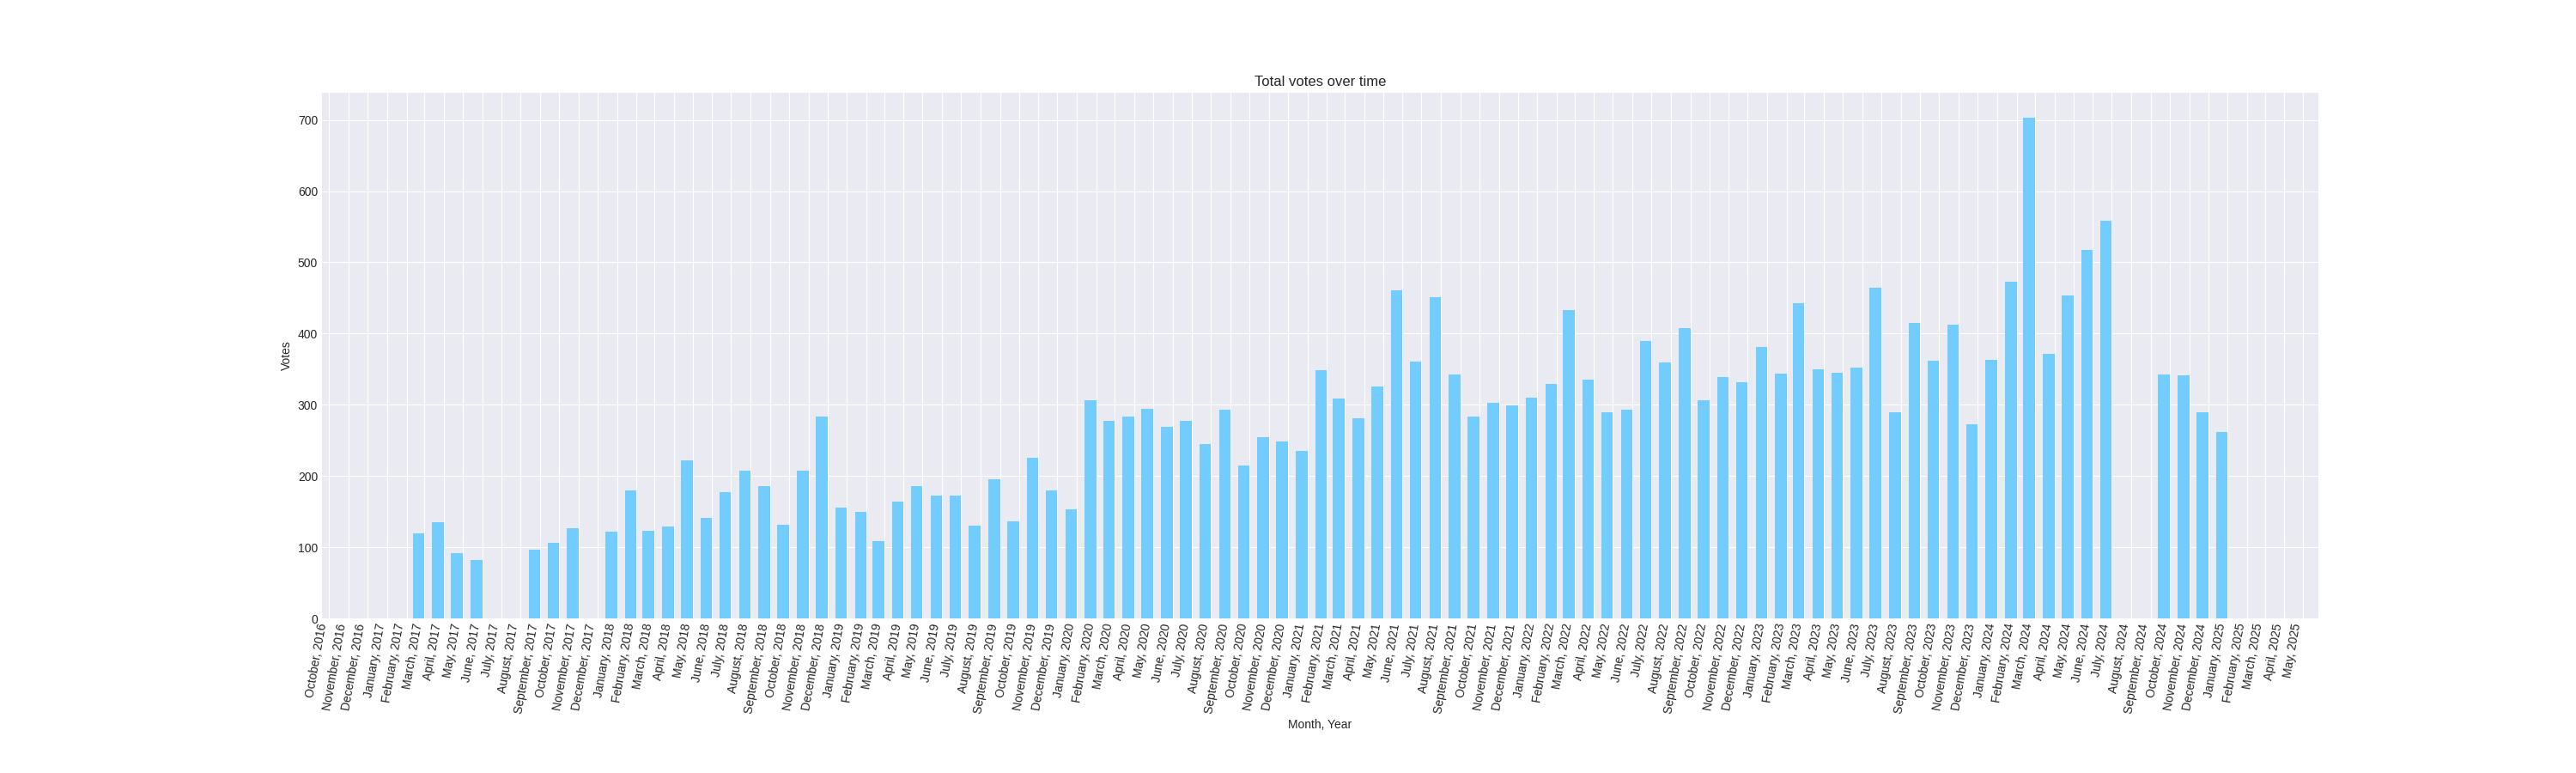 Total votes over time
Votes
700
600
500
400
300
200
100
0
October, 2016
November, 2016
December, 2016
January, 2017
February, 2017
March, 2017
April, 2017
May, 2017
June, 2017
July, 2017
August, 2017
September, 2017
October, 2017
November, 2017
December, 2017
January, 2018
February, 2018
March, 2018
April, 2018
May, 2018
June, 2018
July, 2018
August, 2018
September, 2018
October, 2018
November, 2018
December, 2018
January, 2019
February, 2019
March, 2019
April, 2019
May, 2019
June, 2019
July, 2019
August, 2019
September, 2019
October, 2019
November, 2019
December, 2019
January, 2020
February, 2020
March, 2020
April, 2020
May, 2020
June, 2020
July, 2020
August, 2020
September, 2020
October, 2020
November, 2020
December, 2020
January, 2021
February, 2021
March, 2021
April, 2021
May, 2021
June, 2021
July, 2021
August, 2021
September, 2021
October, 2021
November, 2021
December, 2021
January, 2022
February, 2022
March, 2022
April, 2022
May, 2022
June, 2022
July, 2022
August, 2022
September, 2022
October, 2022
November, 2022
December, 2022
January, 2023
February, 2023
March, 2023
April, 2023
May, 2023
June, 2023
July, 2023
August, 2023
September, 2023
October, 2023
November, 2023
December, 2023
January, 2024
February, 2024
March, 2024
April, 2024
May, 2024
June, 2024
July, 2024
August, 2024
September, 2024
October, 2024
November, 2024
December, 2024
January, 2025
February, 2025
March, 2025
April, 2025
May, 2025
Month, Year